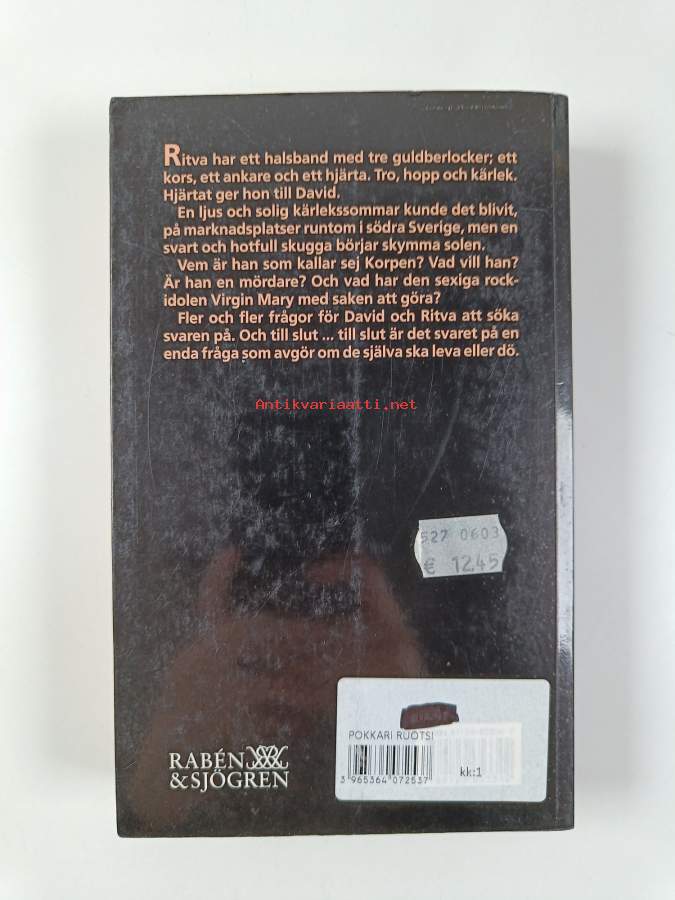 Ritva har ett halsband med tre guldberlocker; ett
kors, ett ankare och ett hjärta. Tro, hopp och kärlek.
Hjärtat ger hon till David.
En ljus och solig kärlekssommar kunde det blivit,
på marknadsplatser runtom i södra Sverige, men en
svart och hotfull skugga börjar skymma solen.
Vem är han som kallar sej Korpen? Vad vill han?
Är han en mördare? Och vad har den sexiga rock-
idolen Virgin Mary med saken att göra?
Fler och fler frågor för David och Ritva att söka
svaren på. Och till slut ... till slut är det svaret på en
enda fråga som avgör om de själva ska leva eller dö.
Antikvariaatti.net
527 0603
€ 12.45
POKKARI RUOTSI
3 965364 072537
kk:1
RABÉN
& SJÖGREN